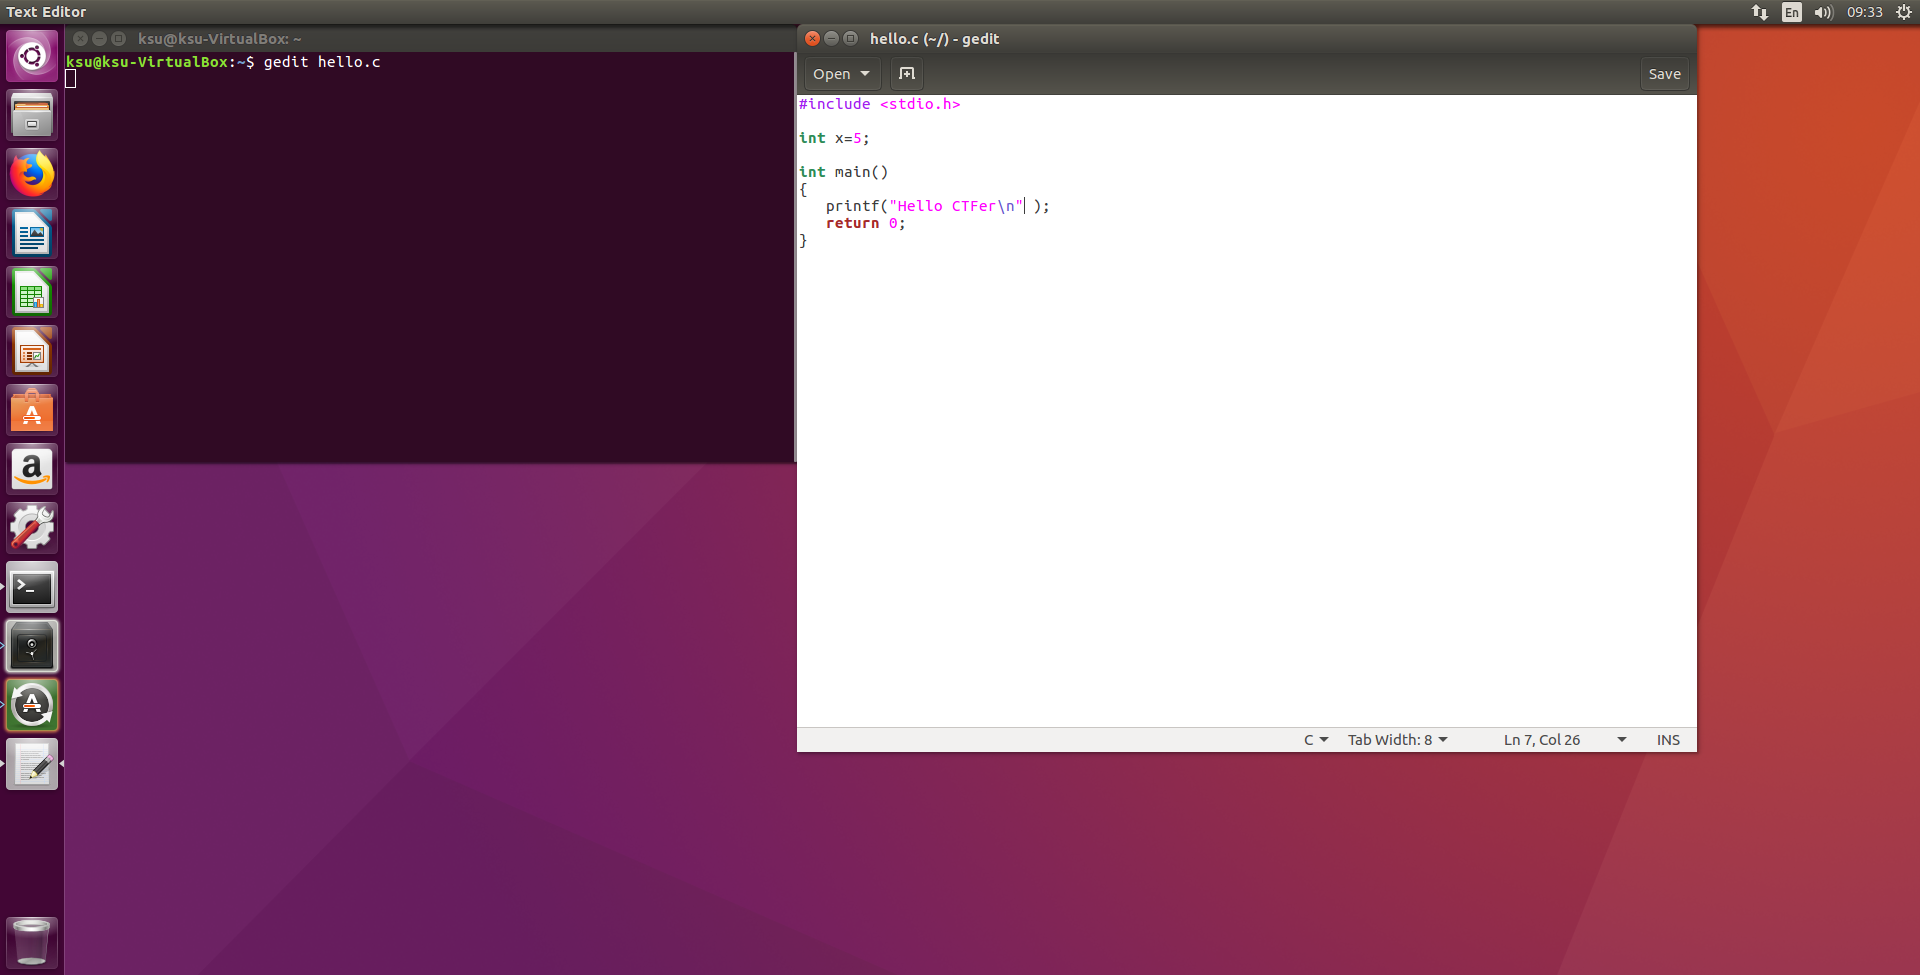 Text Editor
En
09:33
ksu@ksu-VirtualBox: ~
ksu@ksu-VirtualBox:~$ gedit hello.c
hello.c (~/) - gedit
Open
Save
#include <stdio.h>
int x=5;
int main()
{
printf("Hello CTFer\n" );
return 0;
}
C
Tab Width: 8
Ln 7, Col 26
INS